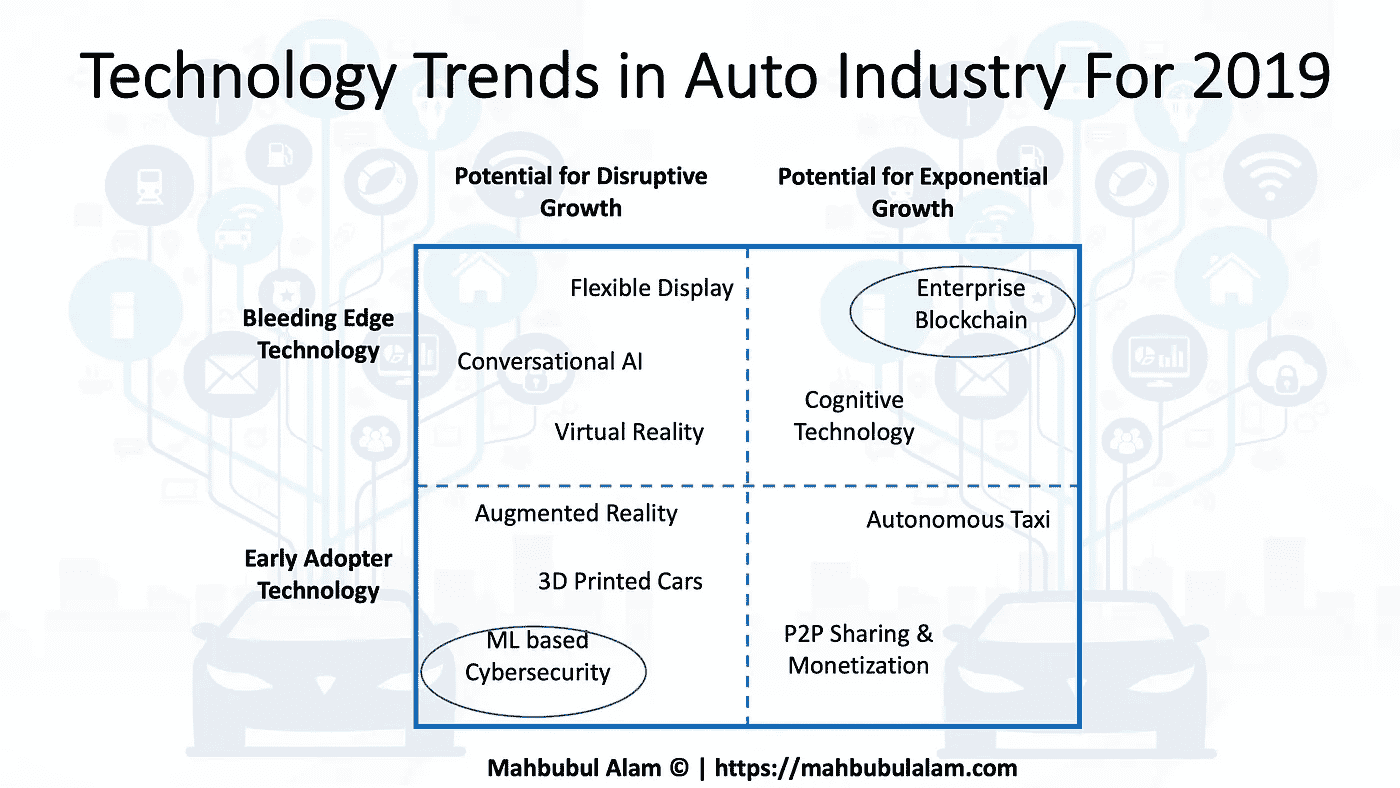 Technology Trends in Auto Industry For 2019
Potential for Disruptive
Growth
Potential for Exponential
Growth
Bleeding Edge
Technology
Flexible Display
Conversational AI
Virtual Reality
Enterprise
Blockchain
Cognitive
Technology
Early Adopter
Technology
Augmented Reality
3D Printed Cars
ML based
Cybersecurity
Autonomous Taxi
P2P Sharing &
Monetization
Mahbubul Alam © | https://mahbubulalam.com